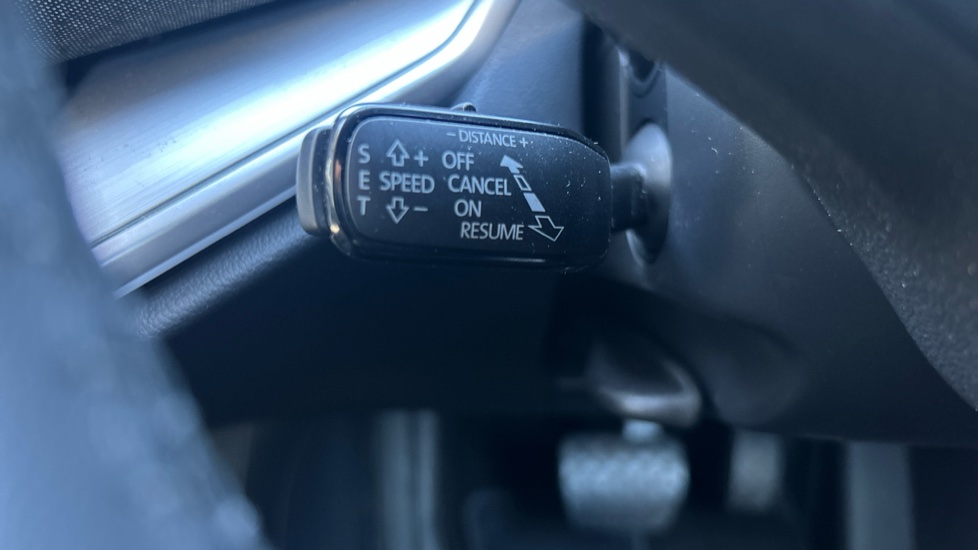 - DISTANCE +
S + OFF
E SPEED CANCEL
T - ON
RESUME